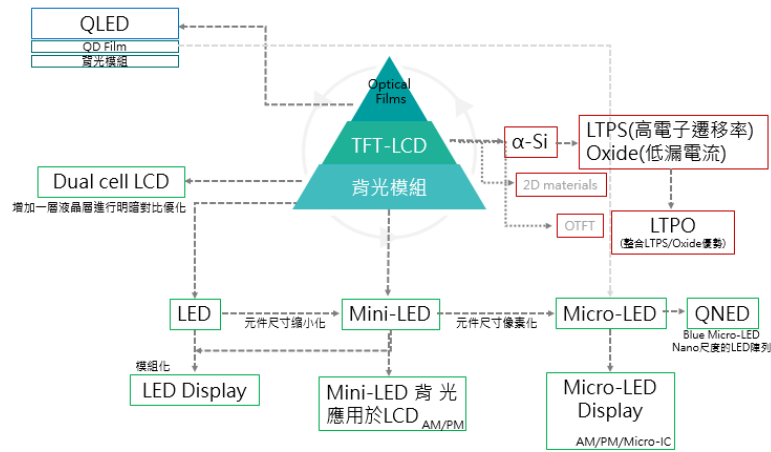 QLED
QD Film
背光模組
Optical
Films
TFT-LCD
背光模組
α-Si
LTPS(高電子遷移率)
Oxide(低漏電流)
2D materials
OTFT
LTPO
(整合LTPS/Oxide優勢)
Dual cell LCD
增加一層液晶層進行明暗對比優化
LED
元件尺寸縮小化
Mini-LED
元件尺寸像素化
Micro-LED
QNED
Blue Micro-LED
Nano尺度的LED陣列
模組化
LED Display
Mini-LED 背 光
應用於LCD
AM/PM
Micro-LED
Display
AM/PM/Micro-IC